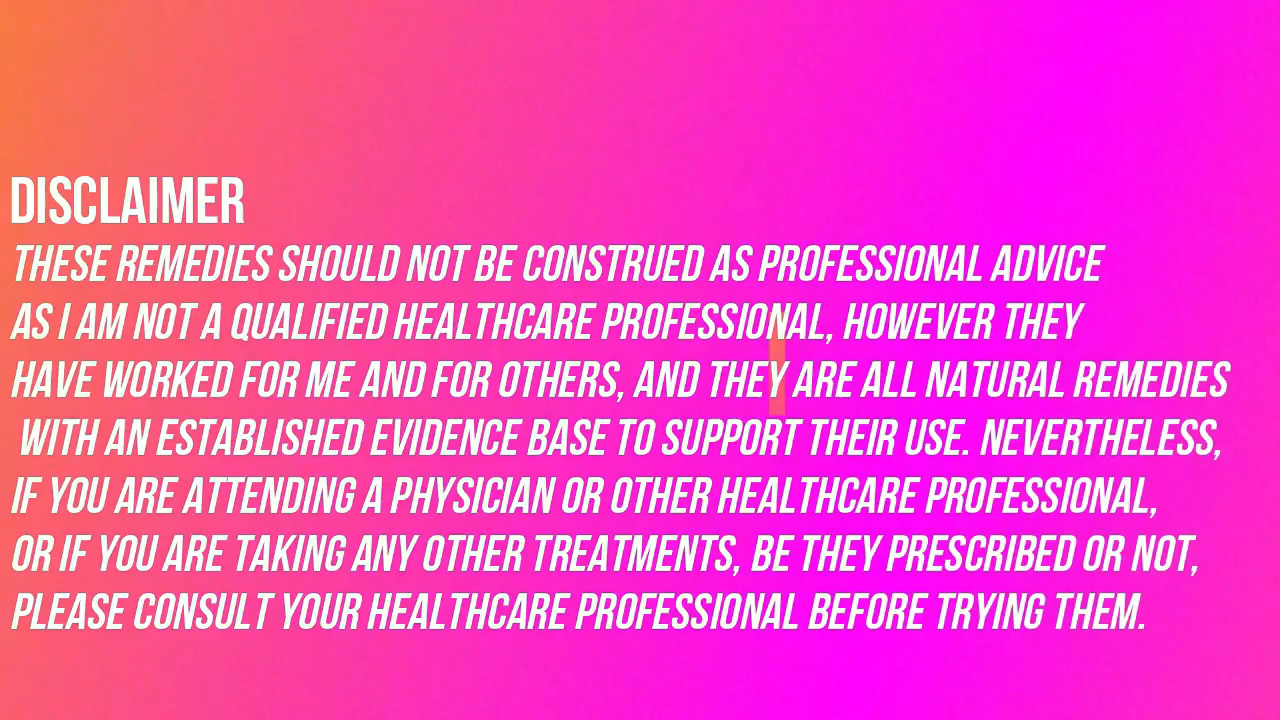 DISCLAIMER
THESE REMEDIES SHOULD NOT BE CONSTRUED AS PROFESSIONAL ADVICE
AS I AM NOT A QUALIFIED HEALTHCARE PROFESSIONAL, HOWEVER THEY
HAVE WORKED FOR ME AND FOR OTHERS, AND THEY ARE ALL NATURAL REMEDIES
WITH AN ESTABLISHED EVIDENCE BASE TO SUPPORT THEIR USE. NEVERTHELESS,
IF YOU ARE ATTENDING A PHYSICIAN OR OTHER HEALTHCARE PROFESSIONAL,
OR IF YOU ARE TAKING ANY OTHER TREATMENTS, BE THEY PRESCRIBED OR NOT,
PLEASE CONSULT YOUR HEALTHCARE PROFESSIONAL BEFORE TRYING THEM.